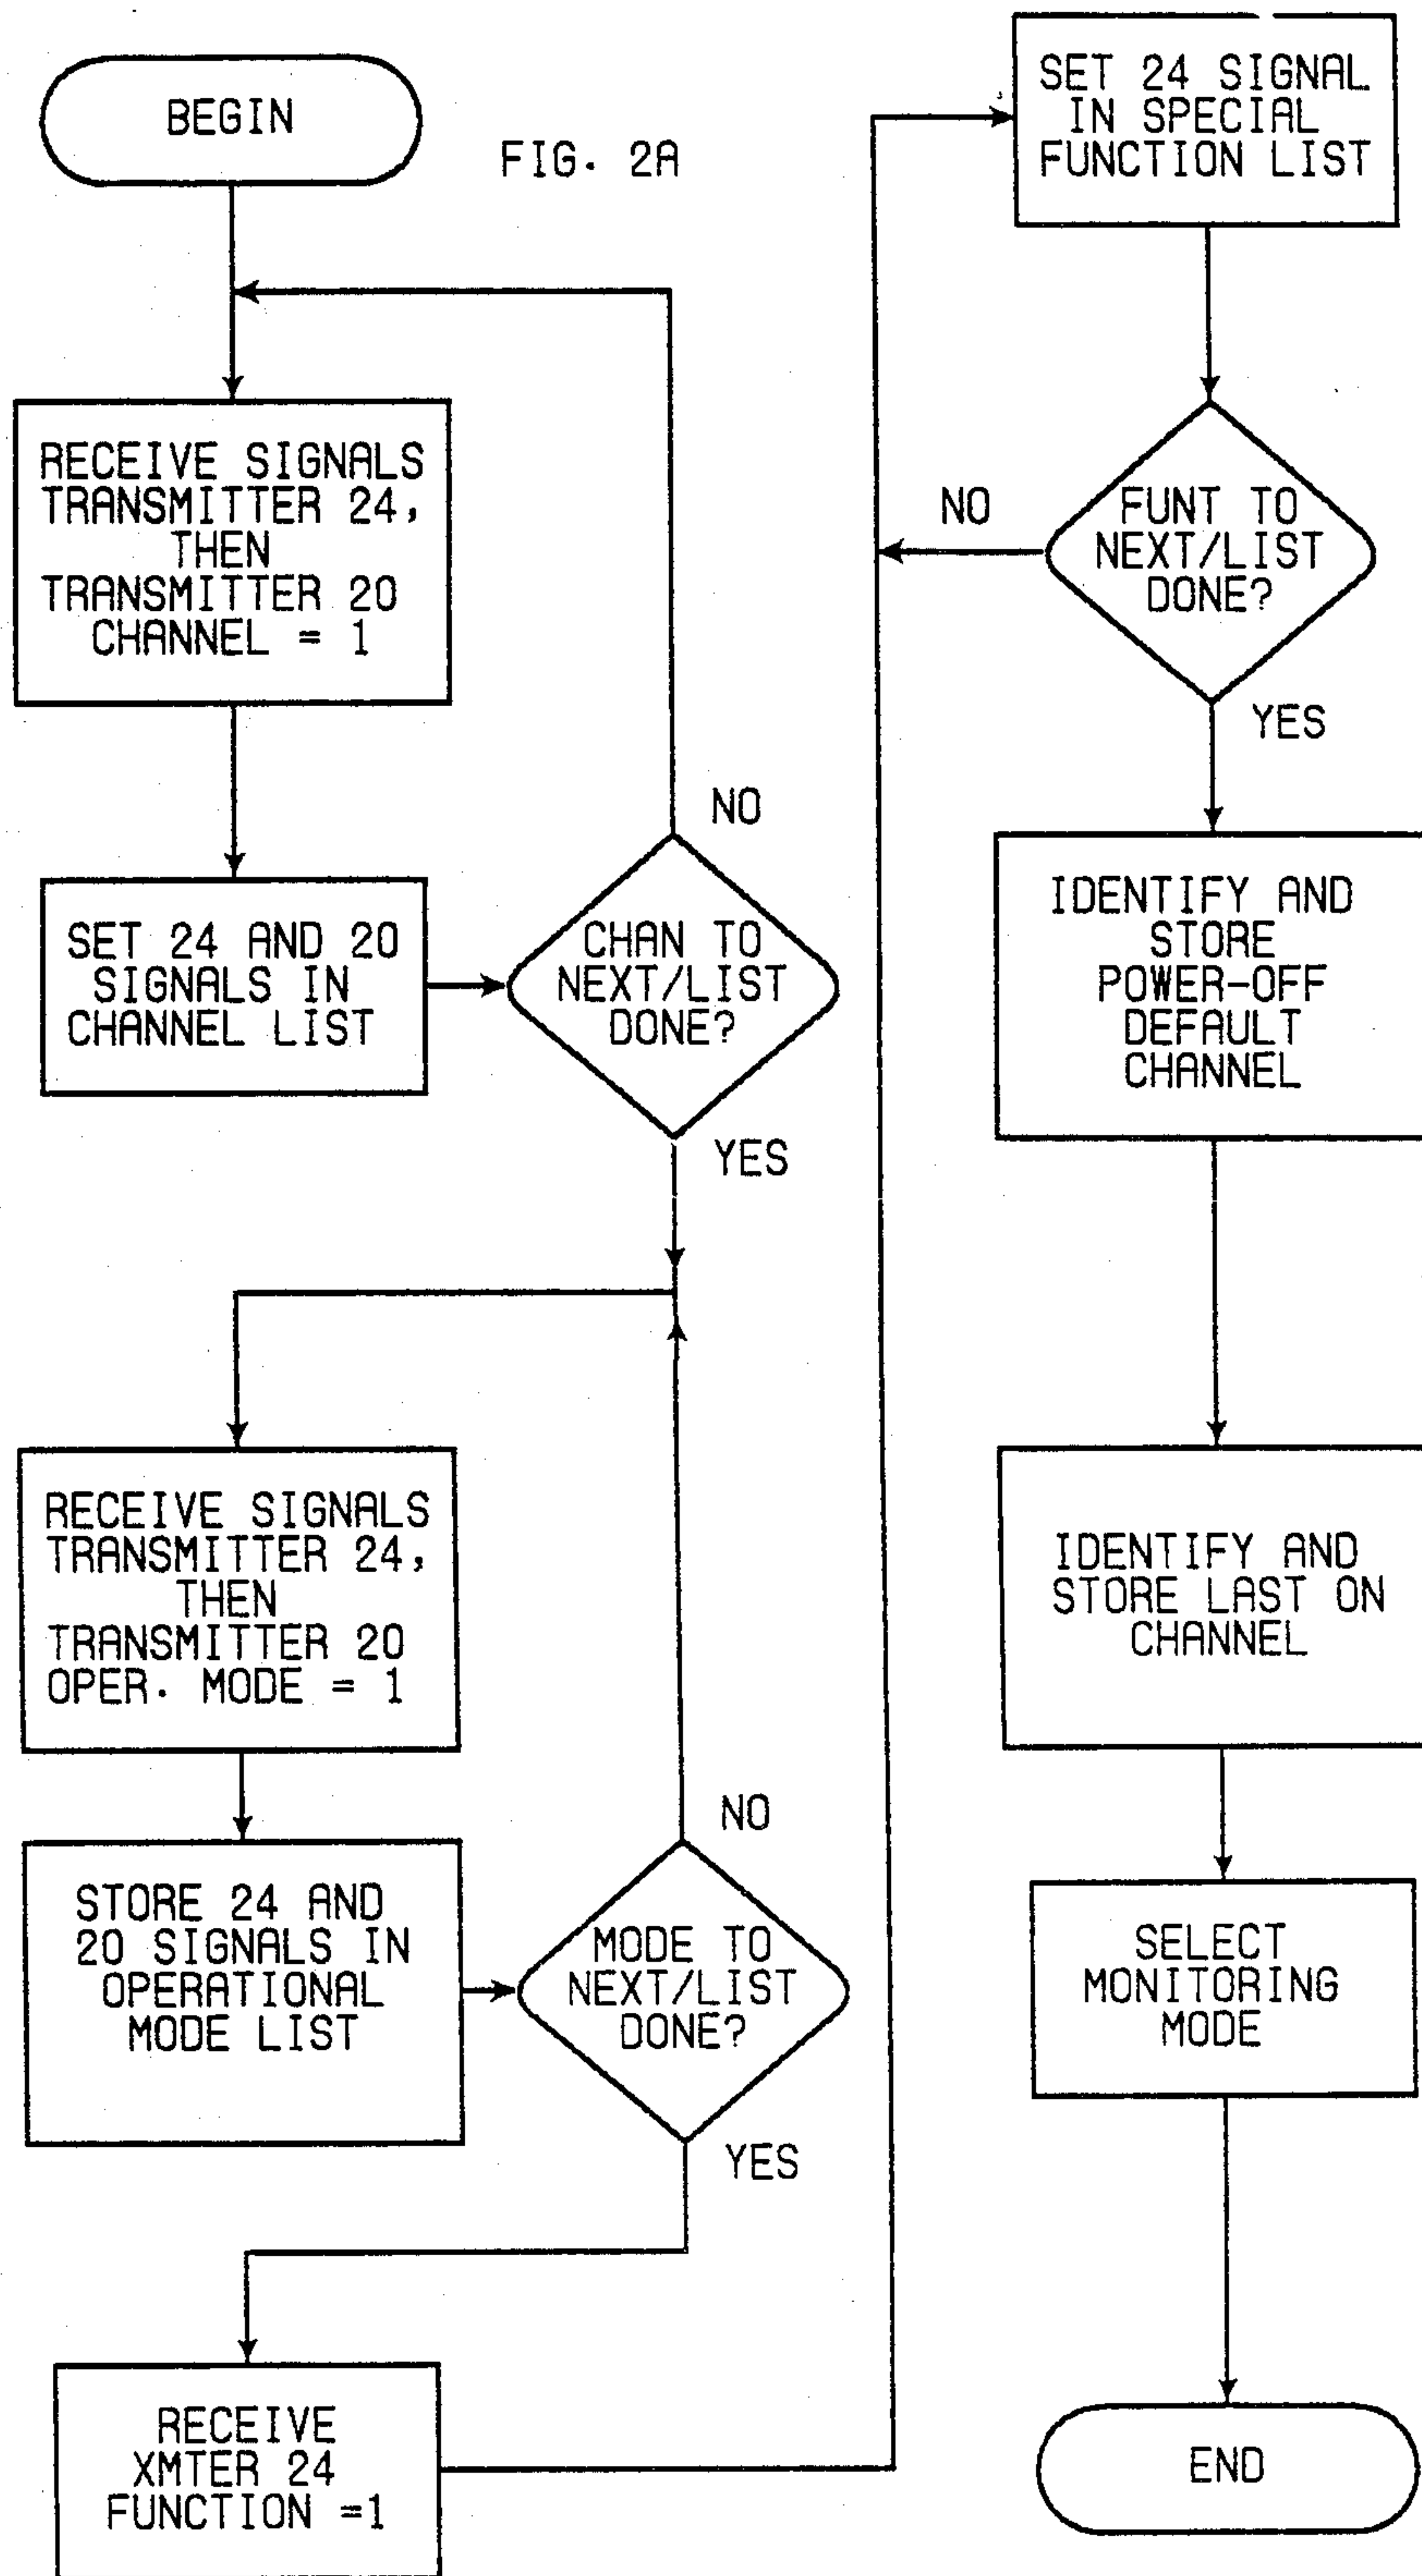 BEGIN
FIG. 2A
RECEIVE SIGNALS
TRANSMITTER 24,
THEN
TRANSMITTER 20
CHANNEL = 1
SET 24 AND 20
SIGNALS IN
CHANNEL LIST
CHAN TO
NEXT/LIST
DONE?
NO
YES
RECEIVE SIGNALS
TRANSMITTER 24,
THEN
TRANSMITTER 20
OPER. MODE = 1
STORE 24 AND
20 SIGNALS IN
OPERATIONAL
MODE LIST
MODE TO
NEXT/LIST
DONE?
NO
YES
RECEIVE
XMTER 24
FUNCTION =1
SET 24 SIGNAL
IN SPECIAL
FUNCTION LIST
FUNT TO
NEXT/LIST
DONE?
NO
YES
IDENTIFY AND
STORE
POWER-OFF
DEFAULT
CHANNEL
IDENTIFY AND
STORE LAST ON
CHANNEL
SELECT
MONITORING
MODE
END